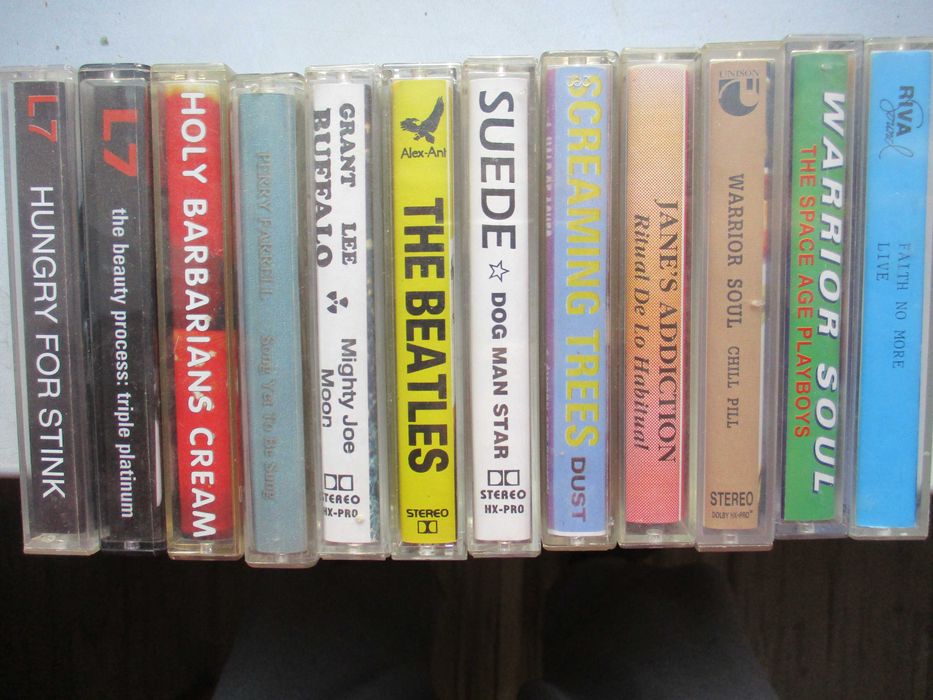 L7
HUNGRY FOR STINK
L7
the beauty process: triple platinum
HOLY BARBARIANS CREAM
PERRY FARRELL Song Yet To Be Sung
GRANT LEE
BUFFALO
Mighty Joe
Moon
STEREO
HX-PRO
Alex-Ant
THE BEATLES
STEREO
SUEDE ☆ DOG MAN STAR
STEREO
HX-PRO
SCREAMING TREES DUST
JANE'S ADDICTION
Ritual De Lo Habitual
UNISON
WARRIOR SOUL CHILL PILL
STEREO
DOLBY HX-PRO
WARRIOR SOUL
THE SPACE AGE PLAYBOYS
RIVA
Sound
FAITH NO MORE
LIVE